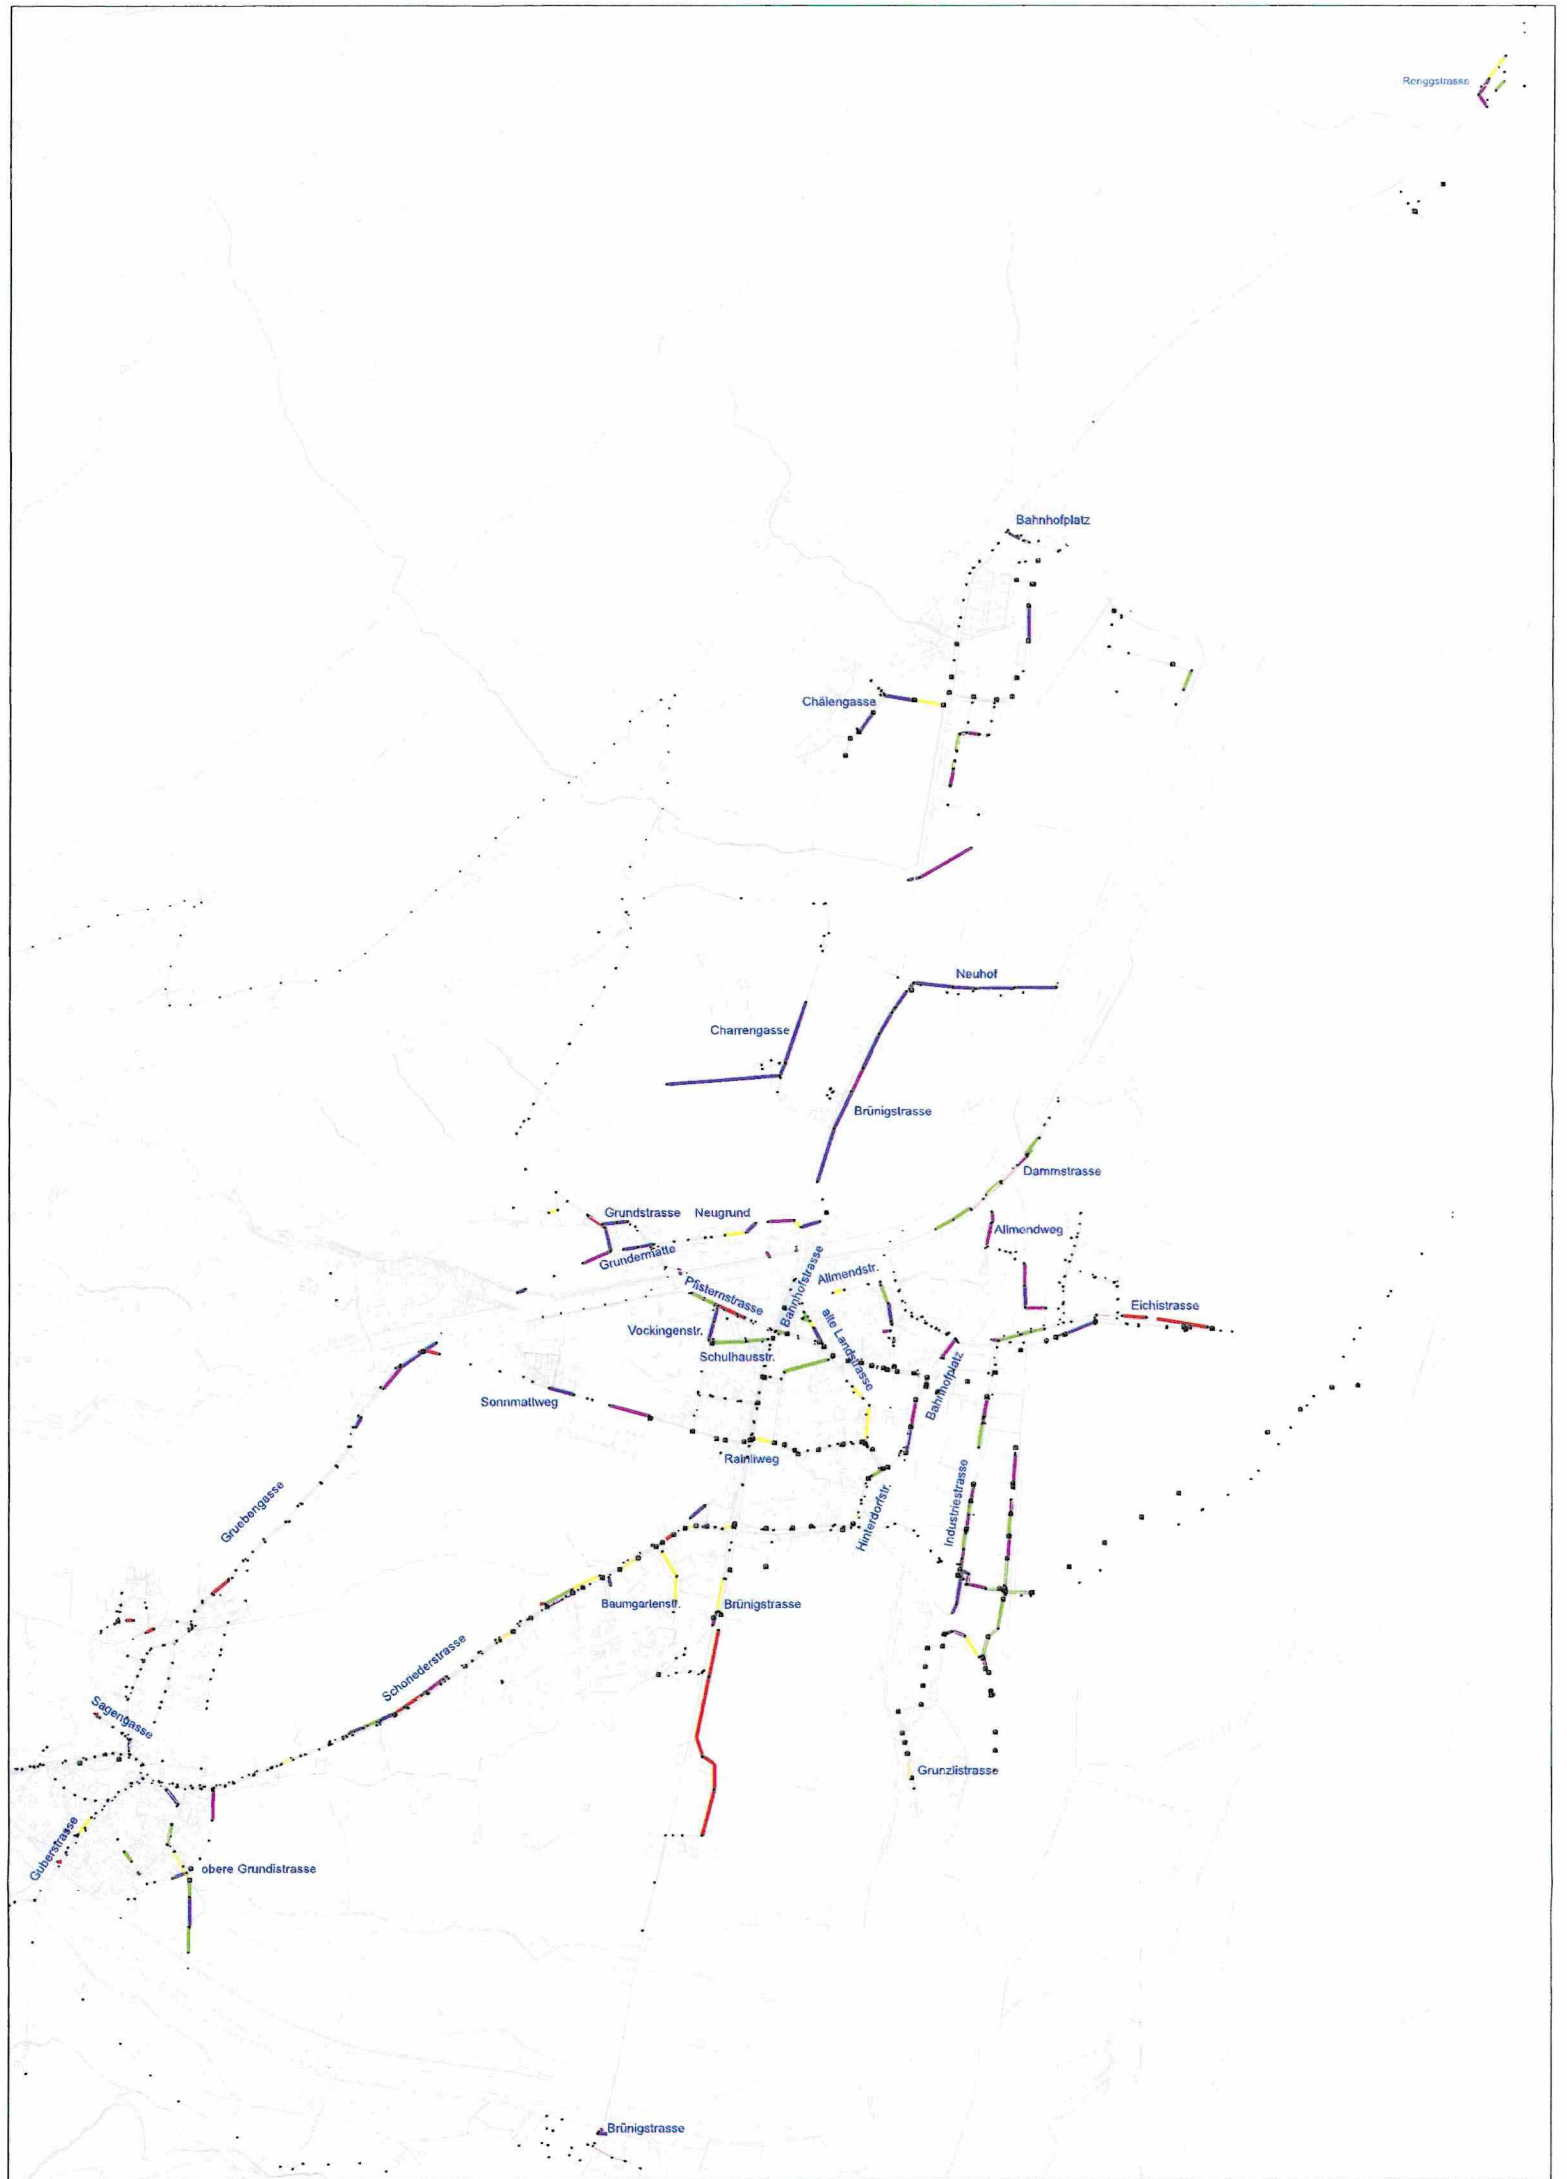 Renggstrasse
Bahnhofplatz
Chälengasse
Neuhof
Charrengasse
Brünigstrasse
Dammstrasse
Grundstrasse
Neugrund
Allmendweg
Grundermatte
Bahnhofstrasse
Allmendstr.
Pfisternstrasse
Eichistrasse
alte Landstrasse
Vockingenstr.
Schulhausstr.
Bahnhofplatz
Sonnmattweg
Rainliweg
Gruebengasse
Industriestrasse
Hinterdorfstr.
Baumgartenstr.
Brünigstrasse
Schoriederstrasse
Sagengasse
Grunzlistrasse
Guberstrasse
obere Grundistrasse
Brünigstrasse